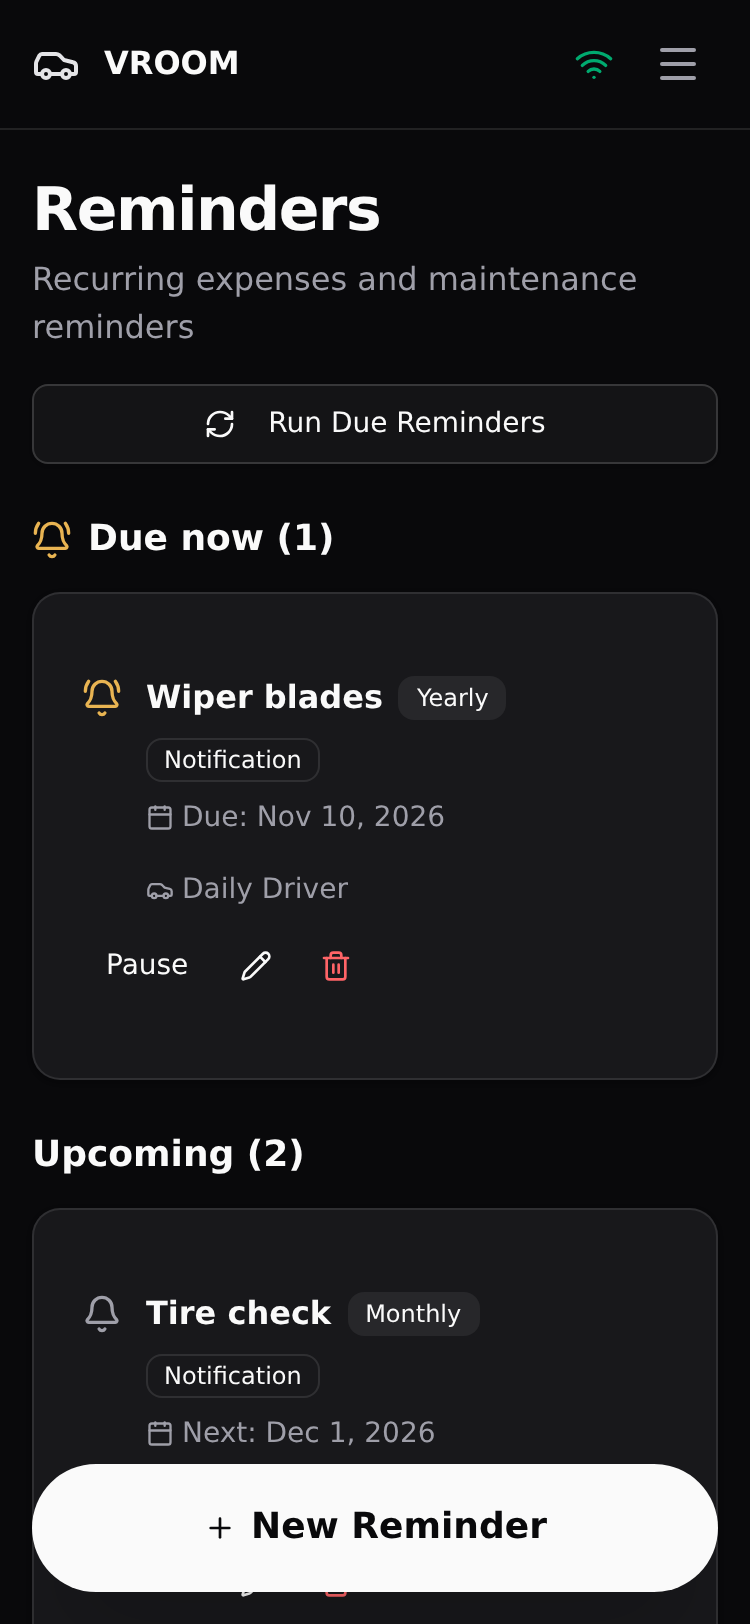 VROOM
Reminders
Recurring expenses and maintenance
reminders
Run Due Reminders
Due now (1)
Wiper blades Yearly
Notification
Due: Nov 10, 2026
Daily Driver
Pause
Upcoming (2)
Tire check Monthly
Notification
Next: Dec 1, 2026
+ New Reminder